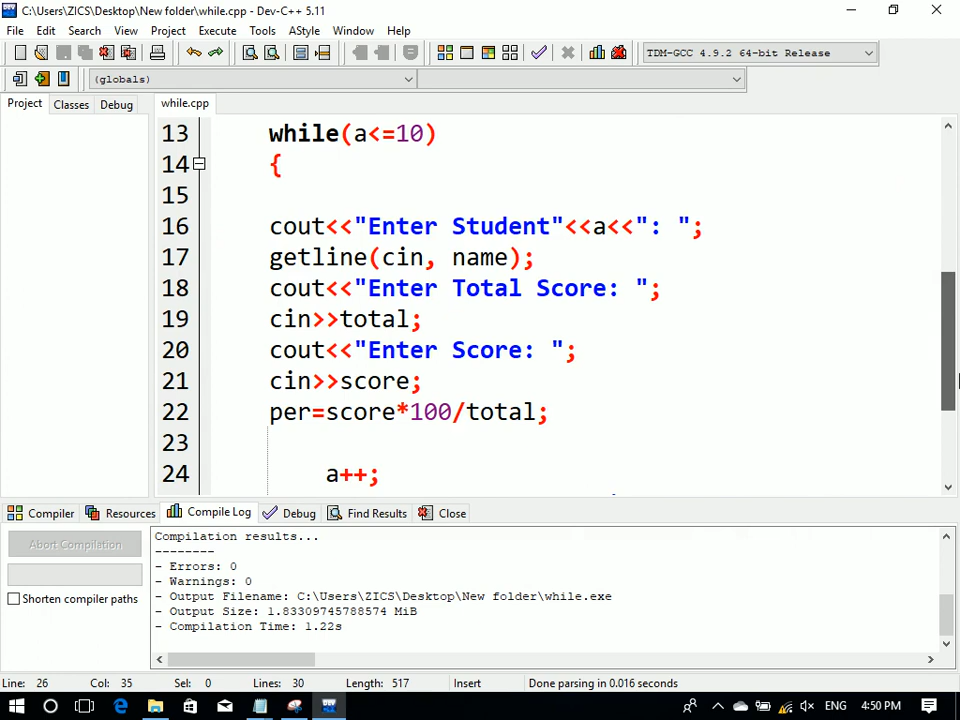 C:\Users\ZICS\Desktop\New folder\while.cpp - Dev-C++ 5.11
File Edit Search View Project Execute Tools AStyle Window Help
TDM-GCC 4.9.2 64-bit Release
(globals)
Project Classes Debug while.cpp
13 while(a<=10)
14 {
15
16 cout<<"Enter Student"<<a<<": ";
17 getline(cin, name);
18 cout<<"Enter Total Score: ";
19 cin>>total;
20 cout<<"Enter Score: ";
21 cin>>score;
22 per=score*100/total;
23
24 a++;
Compiler Resources Compile Log Debug Find Results Close
Abort Compilation
Shorten compiler paths
Compilation results...
--------
- Errors: 0
- Warnings: 0
- Output Filename: C:\Users\ZICS\Desktop\New folder\while.exe
- Output Size: 1.83309745788574 MiB
- Compilation Time: 1.22s
Line: 26 Col: 35 Sel: 0 Lines: 30 Length: 517 Insert Done parsing in 0.016 seconds
ENG 4:50 PM